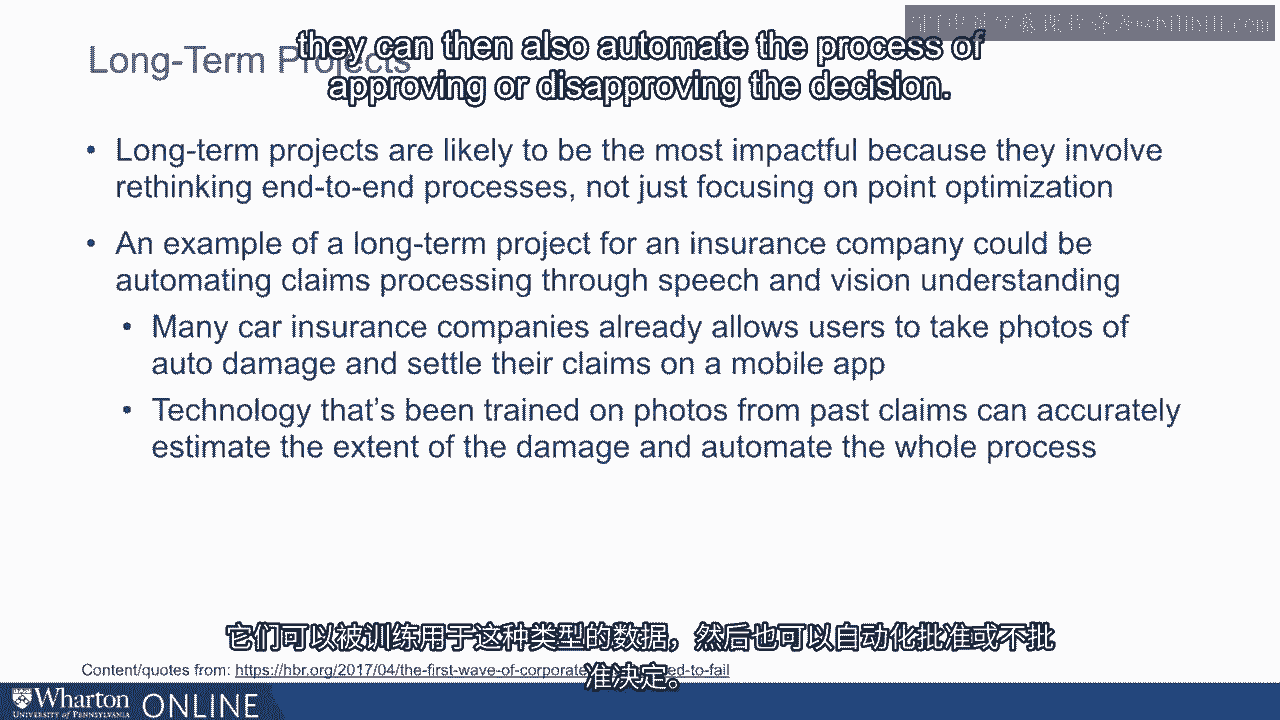 they can then also automate the process of
approving or disapproving the decision.
Long-Term Projects
• Long-term projects are likely to be the most impactful because they involve
rethinking end-to-end processes, not just focusing on point optimization
• An example of a long-term project for an insurance company could be
automating claims processing through speech and vision understanding
• Many car insurance companies already allows users to take photos of
auto damage and settle their claims on a mobile app
• Technology that's been trained on photos from past claims can accurately
estimate the extent of the damage and automate the whole process
它们可以被训练用于这种类型的数据，然后也可以自动化批准或不批
准决定。
Content/quotes from: https://hbr.org/2017/04/the-first-wave-of-corporate ed-to-fail
Wharton ONLINE
UNIVERSITY of PENNSYLVANIA